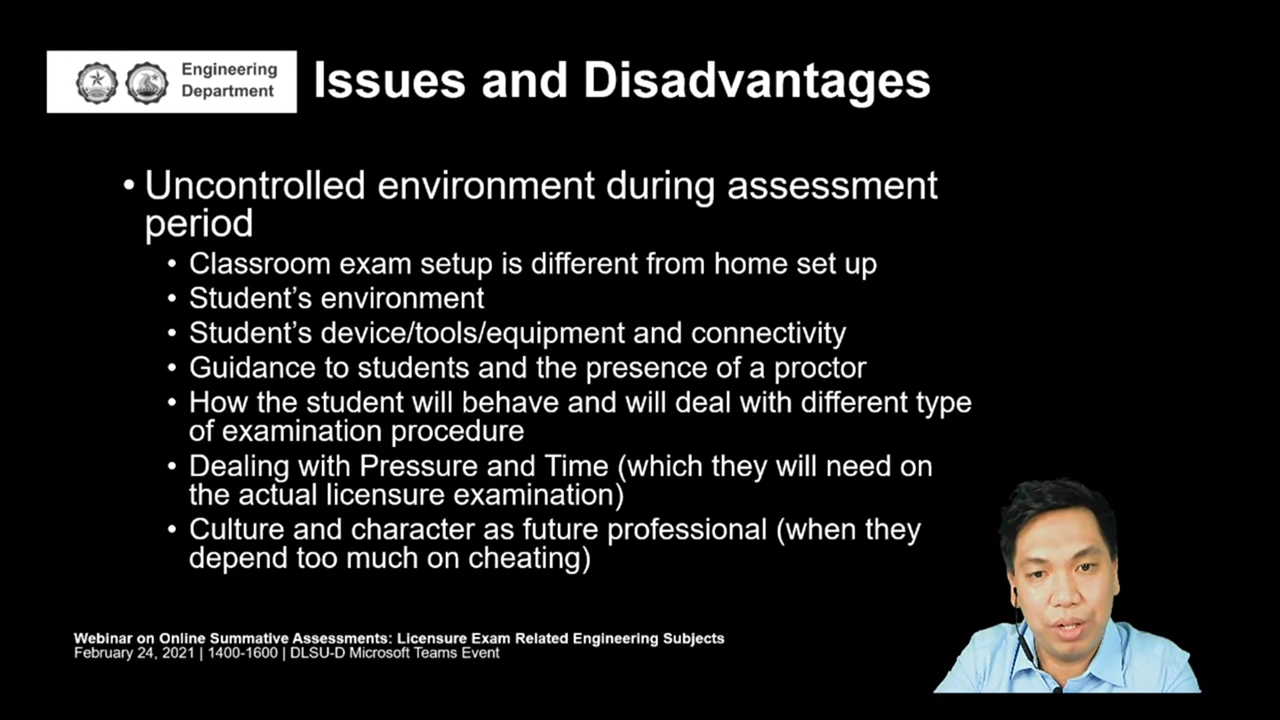 Engineering
Department
Issues and Disadvantages
• Uncontrolled environment during assessment
period
• Classroom exam setup is different from home set up
• Student’s environment
• Student’s device/tools/equipment and connectivity
• Guidance to students and the presence of a proctor
• How the student will behave and will deal with different type
of examination procedure
• Dealing with Pressure and Time (which they will need on
the actual licensure examination)
• Culture and character as future professional (when they
depend too much on cheating)
Webinar on Online Summative Assessments: Licensure Exam Related Engineering Subjects
February 24, 2021 | 1400-1600 | DLSU-D Microsoft Teams Event